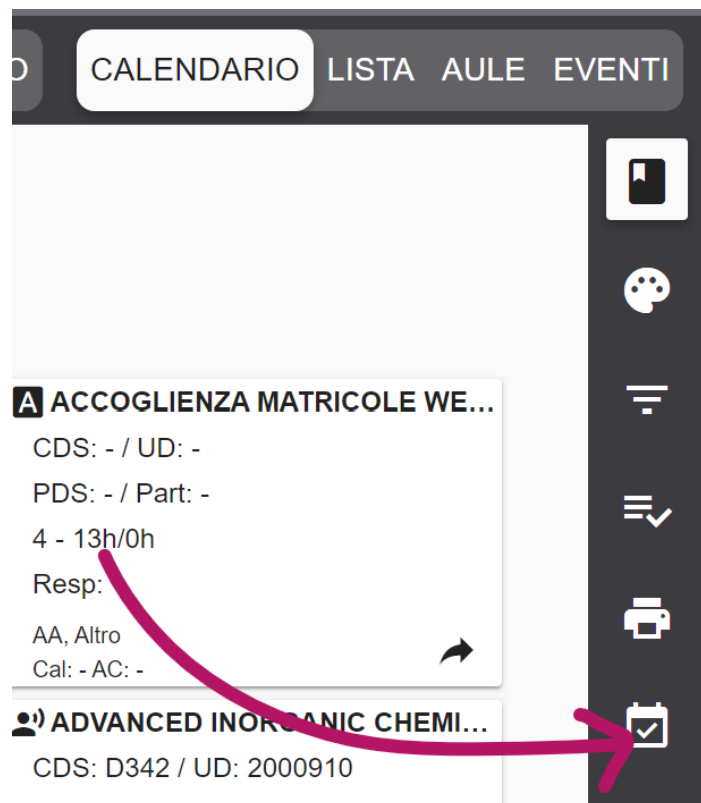 O CALENDARIO LISTA AULE EVENTI
A ACCOGLIENZA MATRICOLE WE...
CDS: - / UD: -
PDS: - / Part: -
4 - 13h/0h
Resp:
AA, Altro
Cal: - AC: -
ADVANCED INORGANIC CHEMI...
CDS: D342 / UD: 2000910